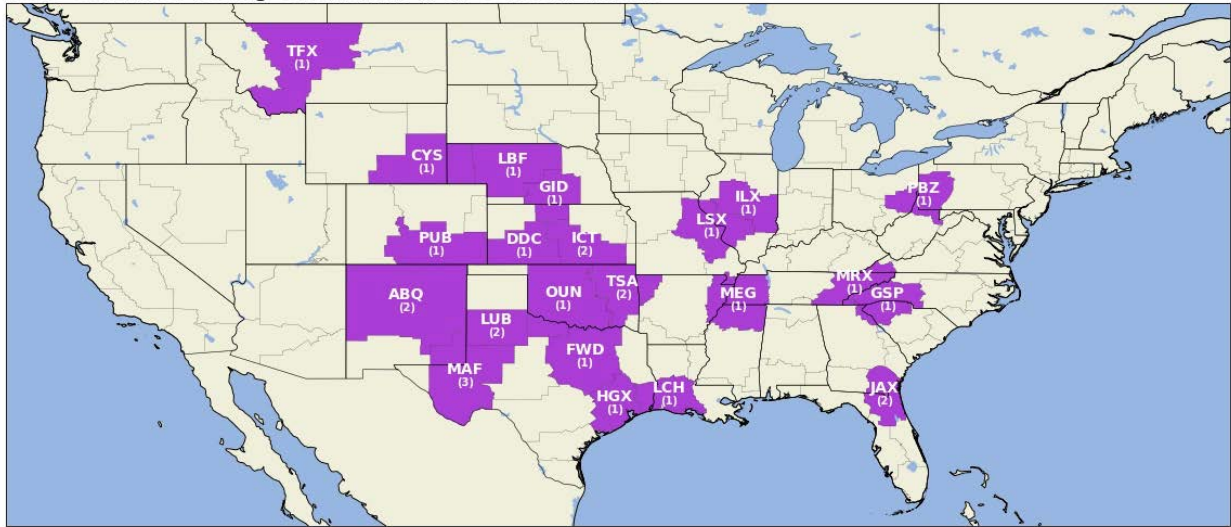 TFX
(1)
CYS
(1)
LBF
(1)
GID
(1)
PUB
(1)
DDC
(1)
ICT
(2)
LSX
(1)
ILX
(1)
PBZ
(1)
ABQ
(2)
LUB
(2)
OUN
(1)
TSA
(2)
MEG
(1)
MRX
(1)
GSP
(1)
MAF
(3)
FWD
(1)
HGX
(1)
LCH
(1)
JAX
(2)